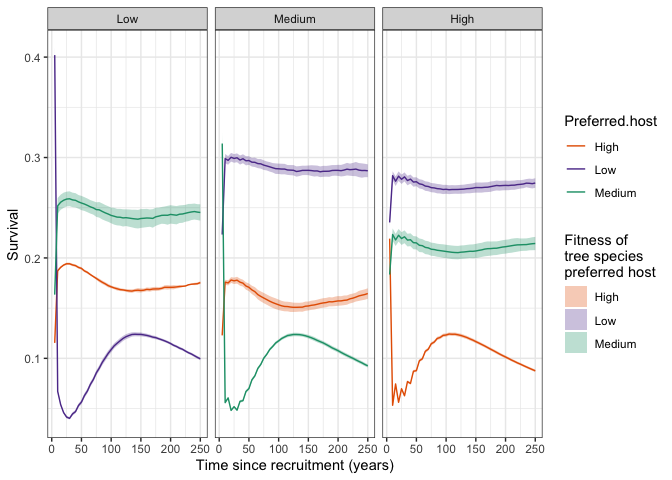 Low Medium High
Survival
0.4
0.3
0.2
0.1
0 50 100 150 200 250 0 50 100 150 200 250 0 50 100 150 200 250
Time since recruitment (years)
Preferred.host
High
Low
Medium
Fitness of
tree species
preferred host
High
Low
Medium